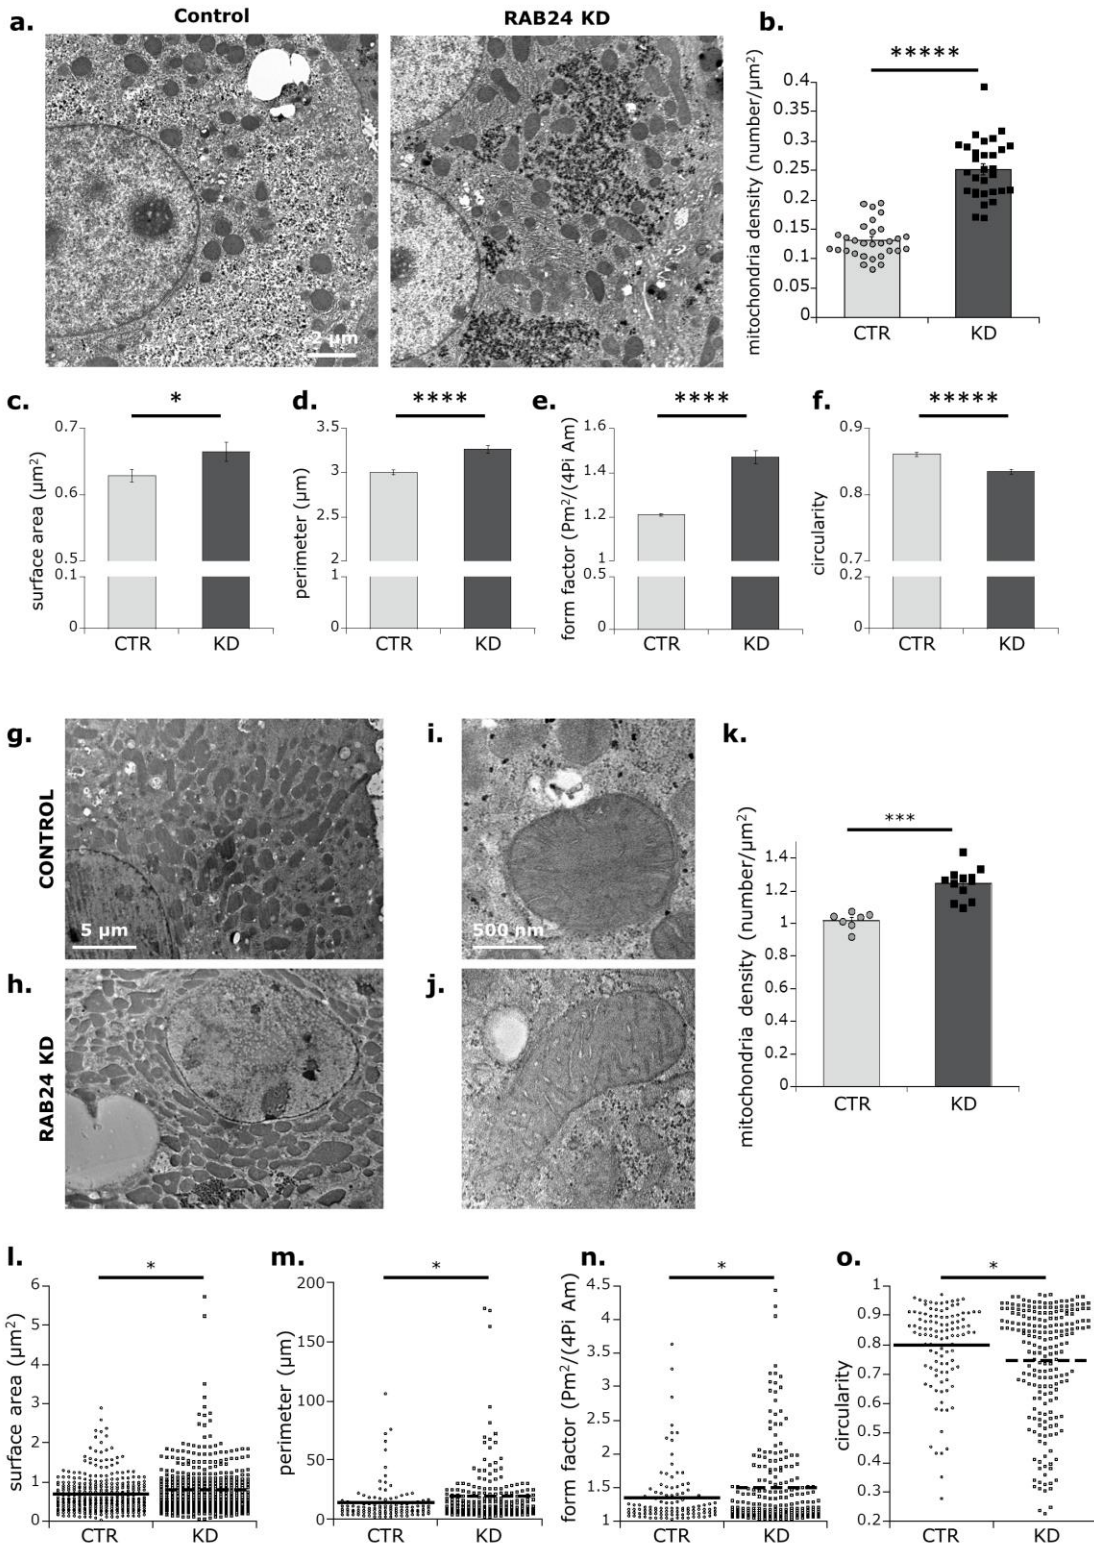 a.
Control
RAB24 KD
2 µm
b.
*****
mitochondria density (number/µm²)
0.4
0.35
0.3
0.25
0.2
0.15
0.1
0.05
0
CTR
KD
c.
*
surface area (µm²)
0.7
0.6
0.5
0.1
0
CTR
KD
d.
****
perimeter (µm)
3.5
3
2.5
2
1
0
CTR
KD
e.
****
form factor (Pm²/(4Pi Am)
1.6
1.4
1.2
1
0.5
0
CTR
KD
f.
*****
circularity
0.9
0.8
0.7
0.2
0
CTR
KD
g.
CONTROL
5 µm
h.
RAB24 KD
i.
500 nm
j.
k.
***
mitochondria density (number/µm²)
1.4
1.2
1
0.8
0.6
0.4
0.2
0
CTR
KD
l.
*
surface area (µm²)
6
5
4
3
2
1
0
CTR
KD
m.
*
perimeter (µm)
200
150
100
50
0
CTR
KD
n.
*
form factor (Pm²/(4Pi Am)
4.5
4
3.5
3
2.5
2
1.5
1
CTR
KD
o.
*
circularity
1
0.9
0.8
0.7
0.6
0.5
0.4
0.3
0.2
CTR
KD